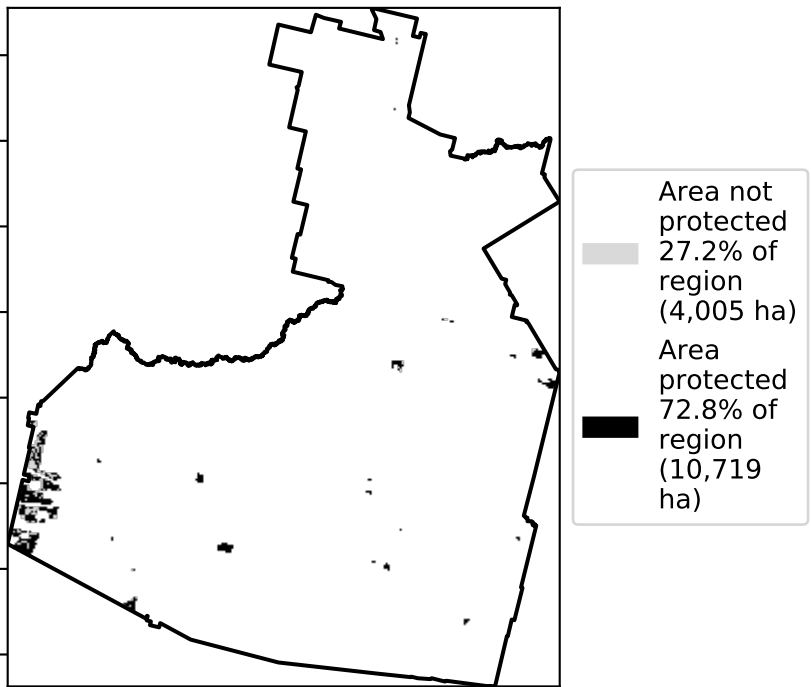 Area not
protected
27.2% of
region
(4,005 ha)
Area
protected
72.8% of
region
(10,719
ha)